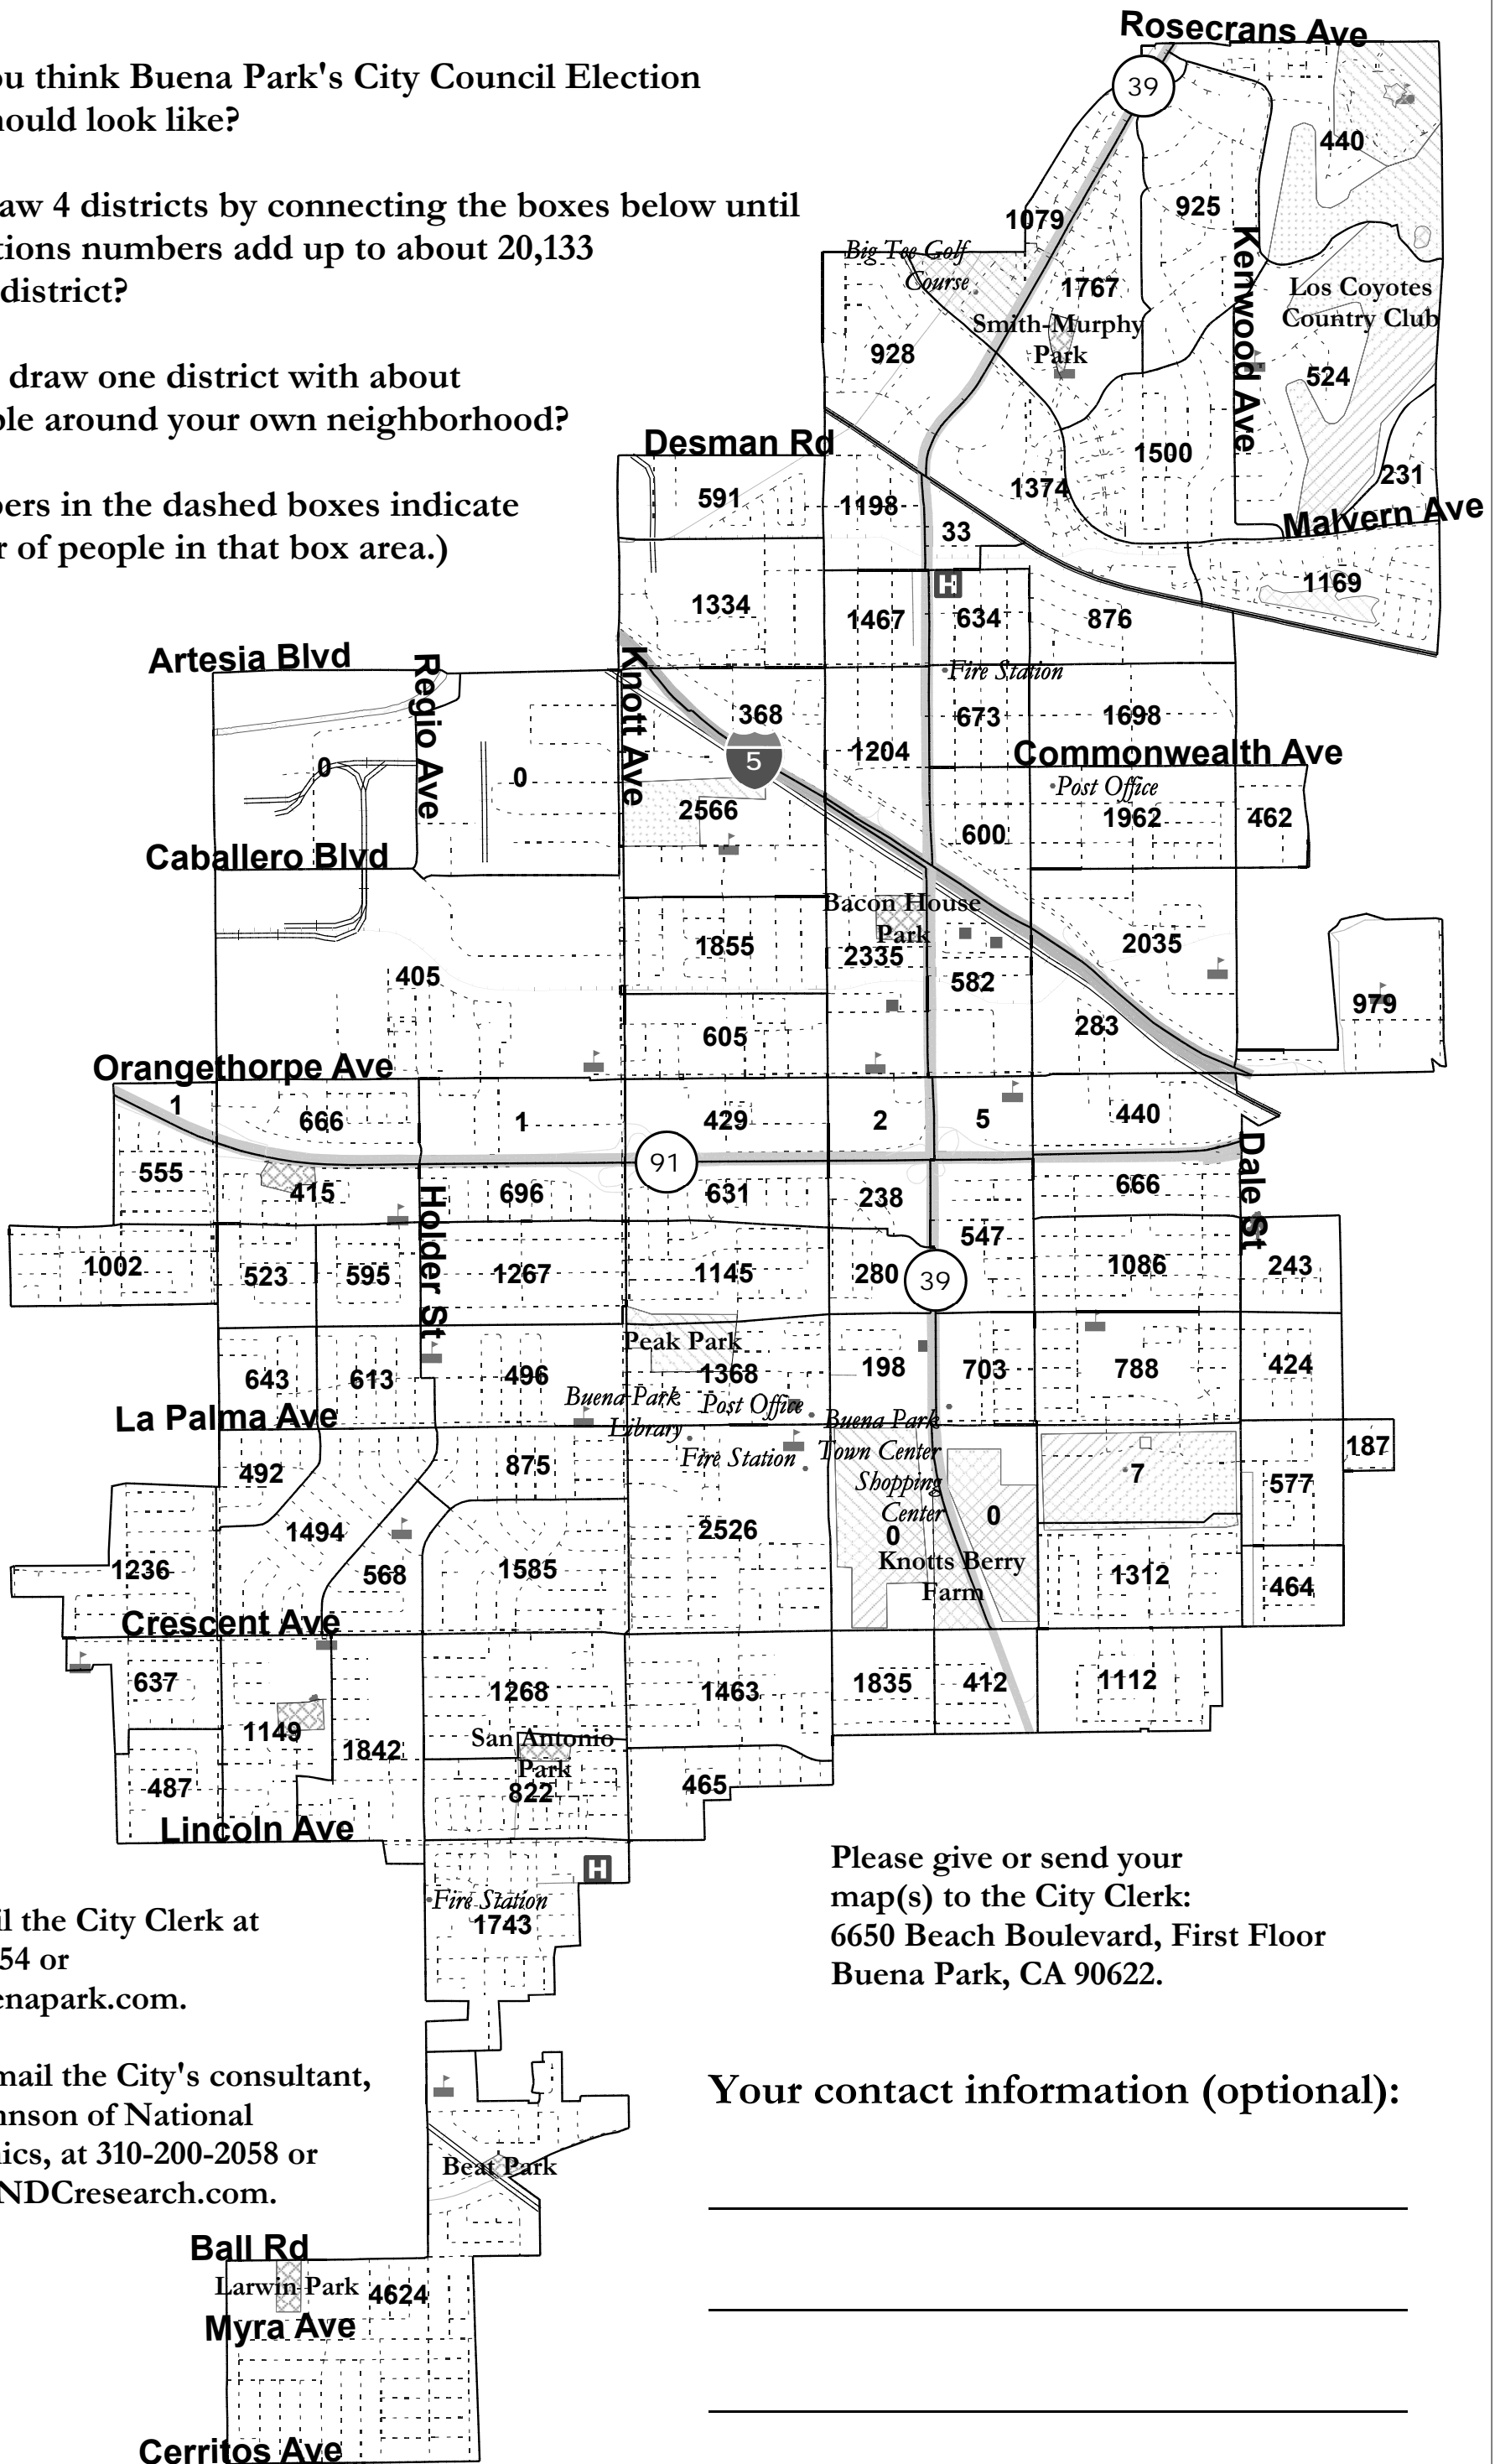 Rosecrans Ave
ou think Buena Park's City Council Election
hould look like?
39
440
aw 4 districts by connecting the boxes below until
925
1079
tions numbers add up to about 20,133
Kenwood Ave
Big Tee Golf
Course
district?
1767
Los Coyotes
Country Club
Smith-Murphy
Park
928
draw one district with about
524
ple around your own neighborhood?
Desman Rd
1500
231
1374
591
1198
bers in the dashed boxes indicate
Malvern Ave
33
r of people in that box area.)
H
1169
1334
1467
634
876
Artesia Blvd
Regio Ave
Knott Ave
Fire Station
368
673
1698
1204
Commonwealth Ave
5
0
0
Post Office
2566
1962
462
600
Caballero Blvd
Bacon House
Park
1855
2335
2035
405
582
979
283
605
Orangethorpe Ave
1
666
1
429
2
5
440
Dale St
91
555
415
696
631
238
666
Holder St
547
1002
523
595
1267
1145
280
39
1086
243
Peak Park
643
613
496
1368
198
703
788
424
Buena Park
Library
Post Office
La Palma Ave
Buena Park
Town Center
Shopping
Center
187
Fire Station
492
875
7
577
0
1494
2526
0
1236
568
1585
Knotts Berry
Farm
1312
464
Crescent Ave
637
1268
1463
1835
412
1112
1149
San Antonio
Park
1842
487
822
465
Lincoln Ave
Please give or send your
map(s) to the City Clerk:
6650 Beach Boulevard, First Floor
Buena Park, CA 90622.
H
Fire Station
1743
il the City Clerk at
54 or
enapark.com.
mail the City's consultant,
hnson of National
nics, at 310-200-2058 or
NDCresearch.com.
Your contact information (optional):
Beat Park
Ball Rd
Larwin Park
4624
Myra Ave
Cerritos Ave